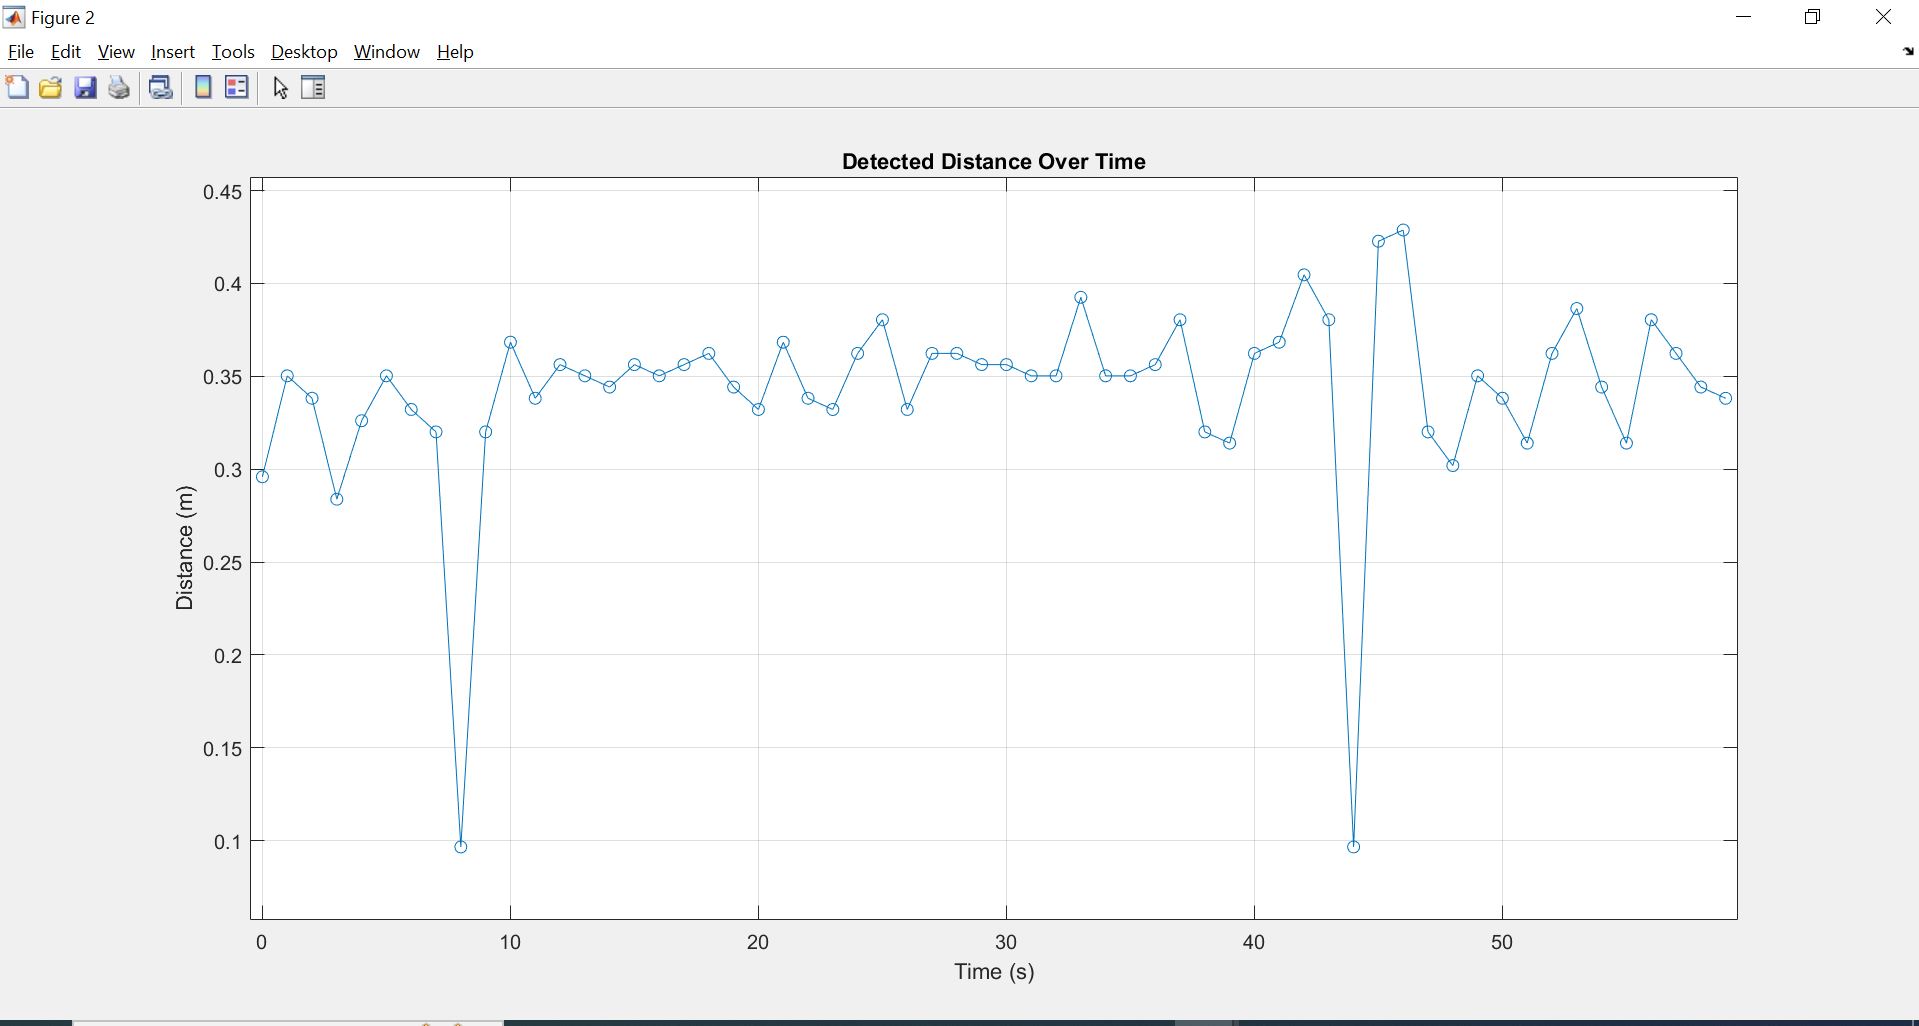 Figure 2
File Edit View Insert Tools Desktop Window Help
Detected Distance Over Time
0.45
0.4
0.35
0.3
0.25
0.2
0.15
0.1
Distance (m)
0 10 20 30 40 50
Time (s)